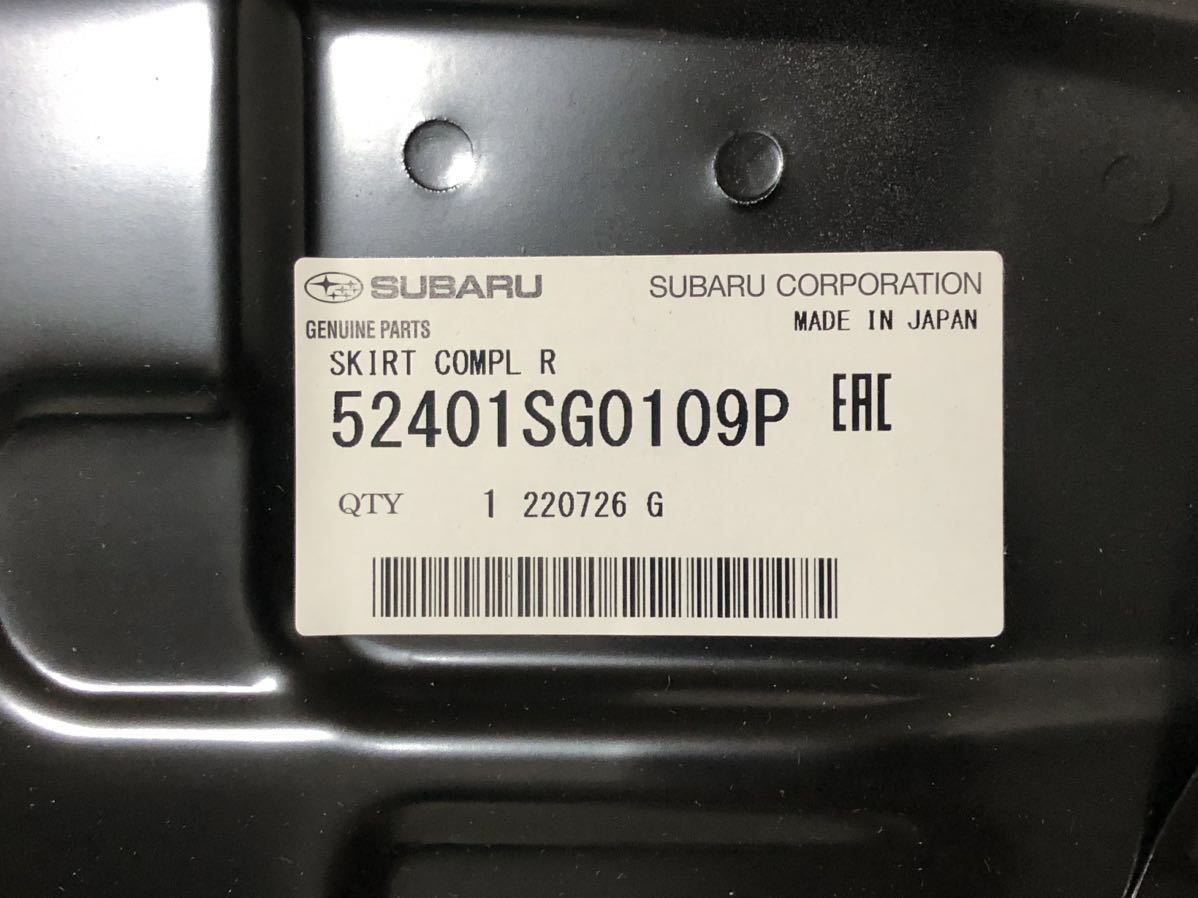 SUBARU SUBARU CORPORATION
GENUINE PARTS MADE IN JAPAN
SKIRT COMPL R
52401SG0109P EAC
QTY 1 220726 G